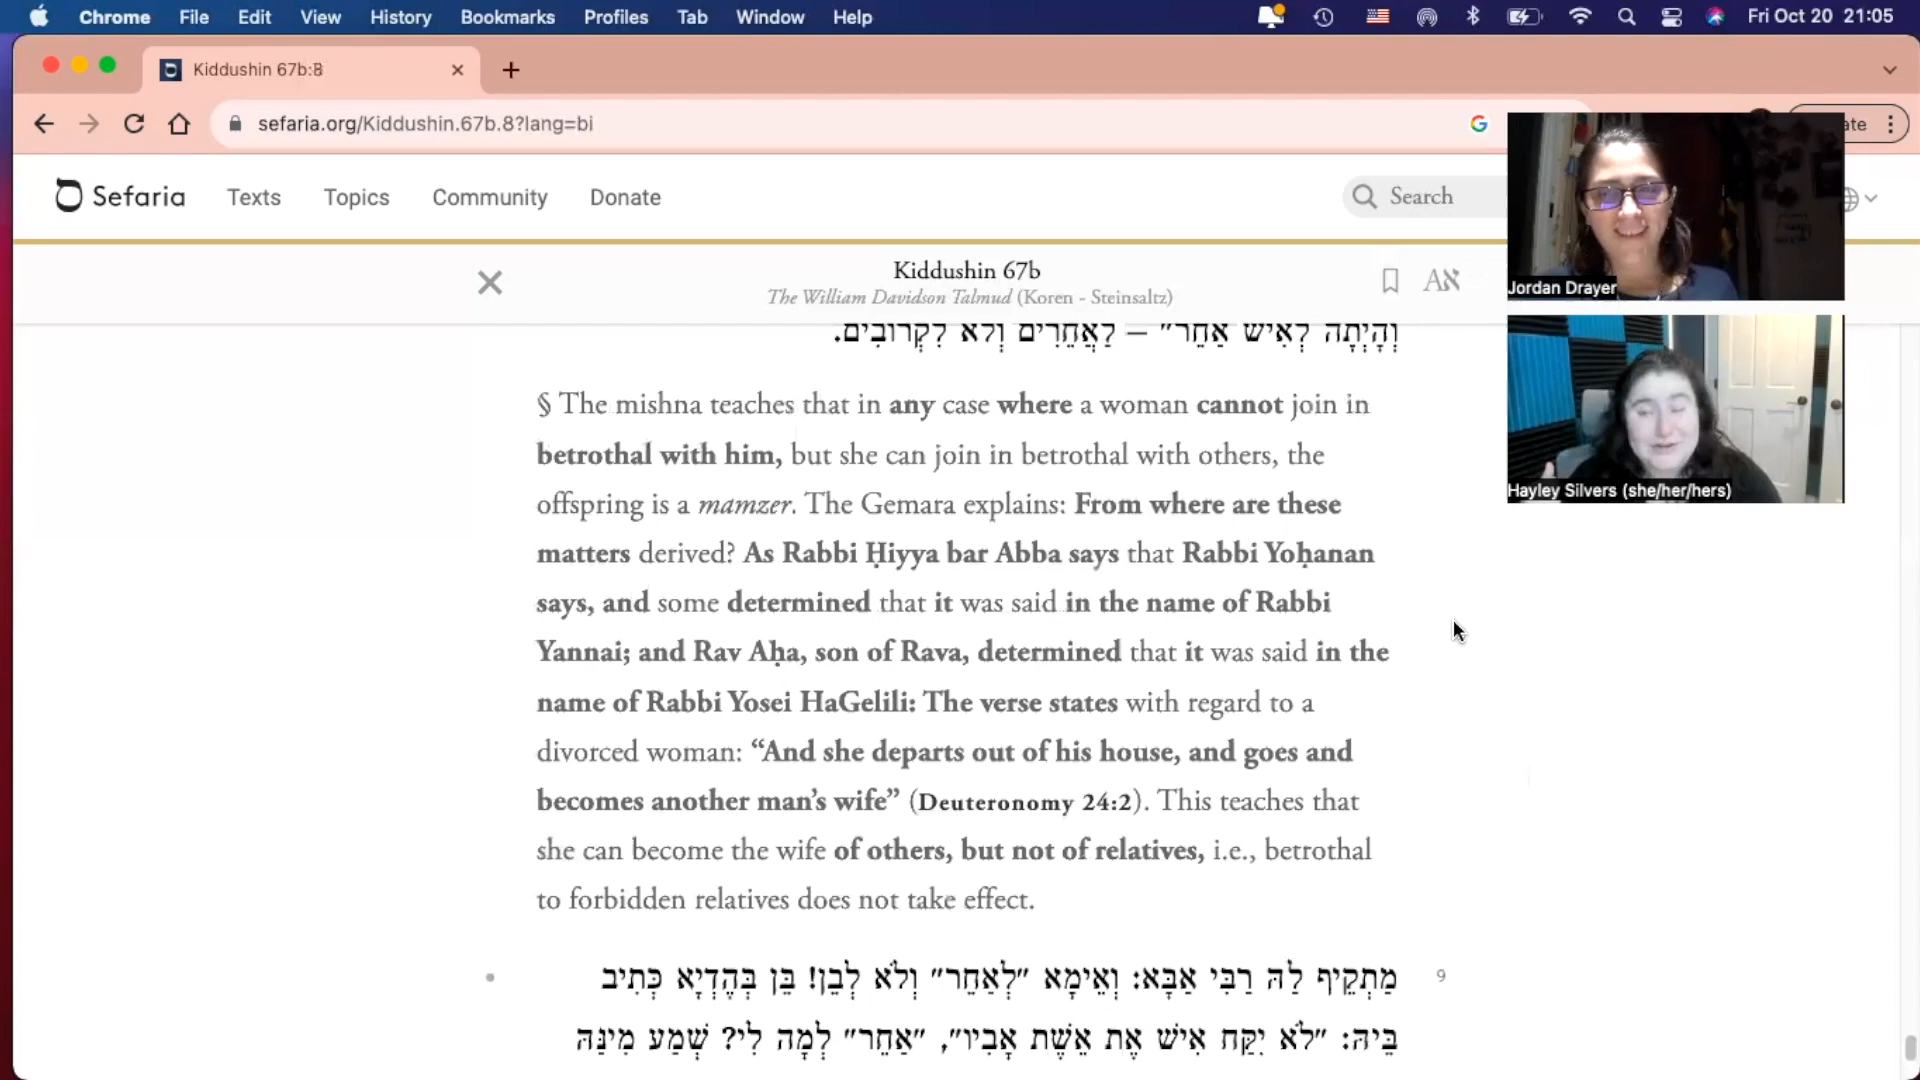 Chrome File Edit View History Bookmarks Profiles Tab Window Help Fri Oct 20 21:05
Kiddushin 67b:8
sefaria.org/Kiddushin.67b.8?lang=bi
Sefaria Texts Topics Community Donate Search
Kiddushin 67b
The William Davidson Talmud (Koren - Steinsaltz)
Jordan Drayer
Hayley Silvers (she/her/hers)
וְהָיְתָה לְאִישׁ אַחֵר״ – לַאֲחֵרִים וְלֹא לִקְרוֹבִים.
§ The mishna teaches that in any case where a woman cannot join in
betrothal with him, but she can join in betrothal with others, the
offspring is a mamzer. The Gemara explains: From where are these
matters derived? As Rabbi Ḥiyya bar Abba says that Rabbi Yoḥanan
says, and some determined that it was said in the name of Rabbi
Yannai; and Rav Aḥa, son of Rava, determined that it was said in the
name of Rabbi Yosei HaGelili: The verse states with regard to a
divorced woman: “And she departs out of his house, and goes and
becomes another man’s wife” (Deuteronomy 24:2). This teaches that
she can become the wife of others, but not of relatives, i.e., betrothal
to forbidden relatives does not take effect.
מַתְקֵיף לַהּ רַבִּי אַבָּא: וְאֵימָא ״לְאַחֵר״ וְלֹא לְבֵן! בֵּן בְּהֶדְיָא כְּתִיב 9
בֵּיהּ: ״לֹא יִקַּח אִישׁ אֶת אֵשֶׁת אָבִיו״, ״אַחֵר״ לְמָה לִי? שְׁמַע מִינַּהּ